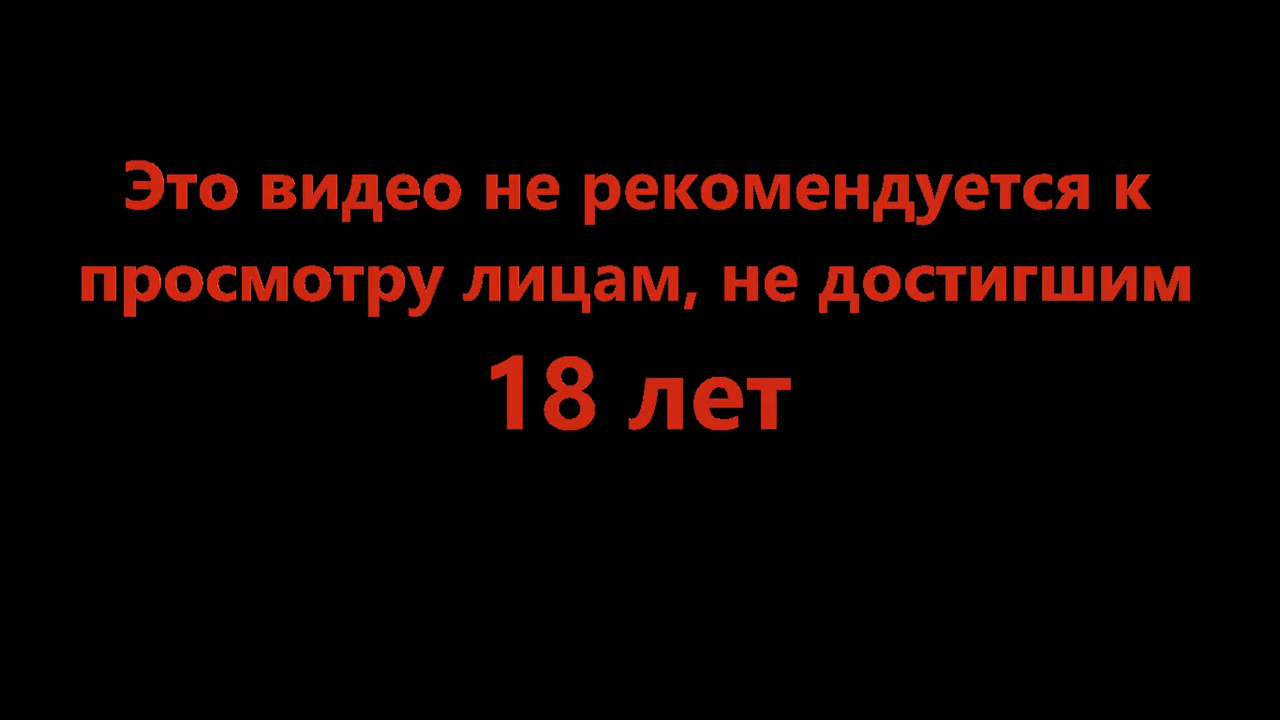 Это видео не рекомендуется к
просмотру лицам, не достигшим
18 лет